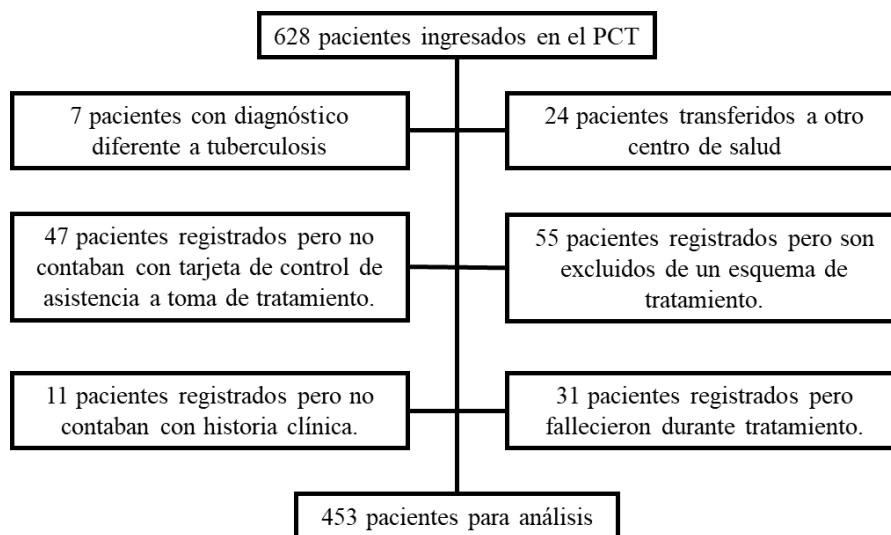 628 pacientes ingresados en el PCT
7 pacientes con diagnóstico
diferente a tuberculosis
24 pacientes transferidos a otro
centro de salud
47 pacientes registrados pero no
contaban con tarjeta de control de
asistencia a toma de tratamiento.
55 pacientes registrados pero son
excluidos de un esquema de
tratamiento.
11 pacientes registrados pero no
contaban con historia clínica.
31 pacientes registrados pero
fallecieron durante tratamiento.
453 pacientes para análisis